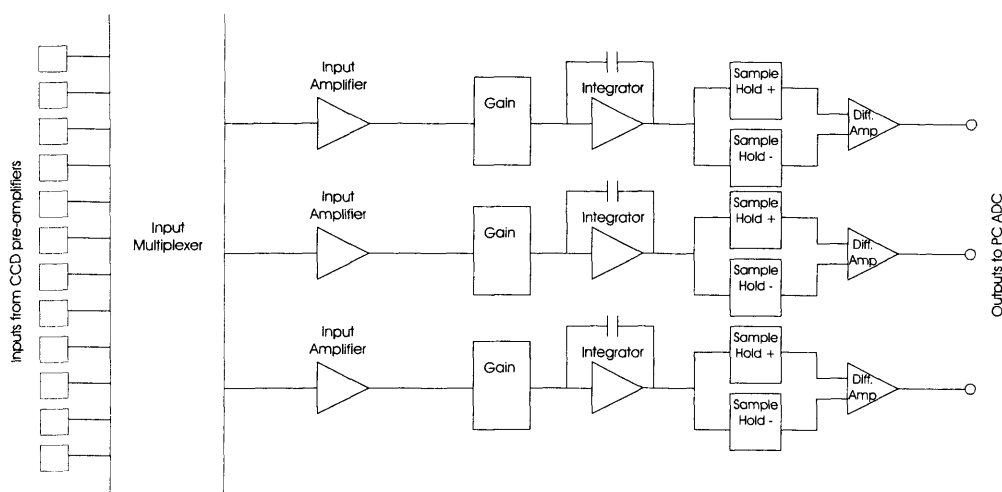 Inputs from CCD pre-amplifiers
Input
Multiplexer
Input
Amplifier
Gain
Integrator
Sample
Hold +
Sample
Hold -
Diff.
Amp
Input
Amplifier
Gain
Integrator
Sample
Hold +
Sample
Hold -
Diff.
Amp
Input
Amplifier
Gain
Integrator
Sample
Hold +
Sample
Hold -
Diff.
Amp
Outputs to PC ADC